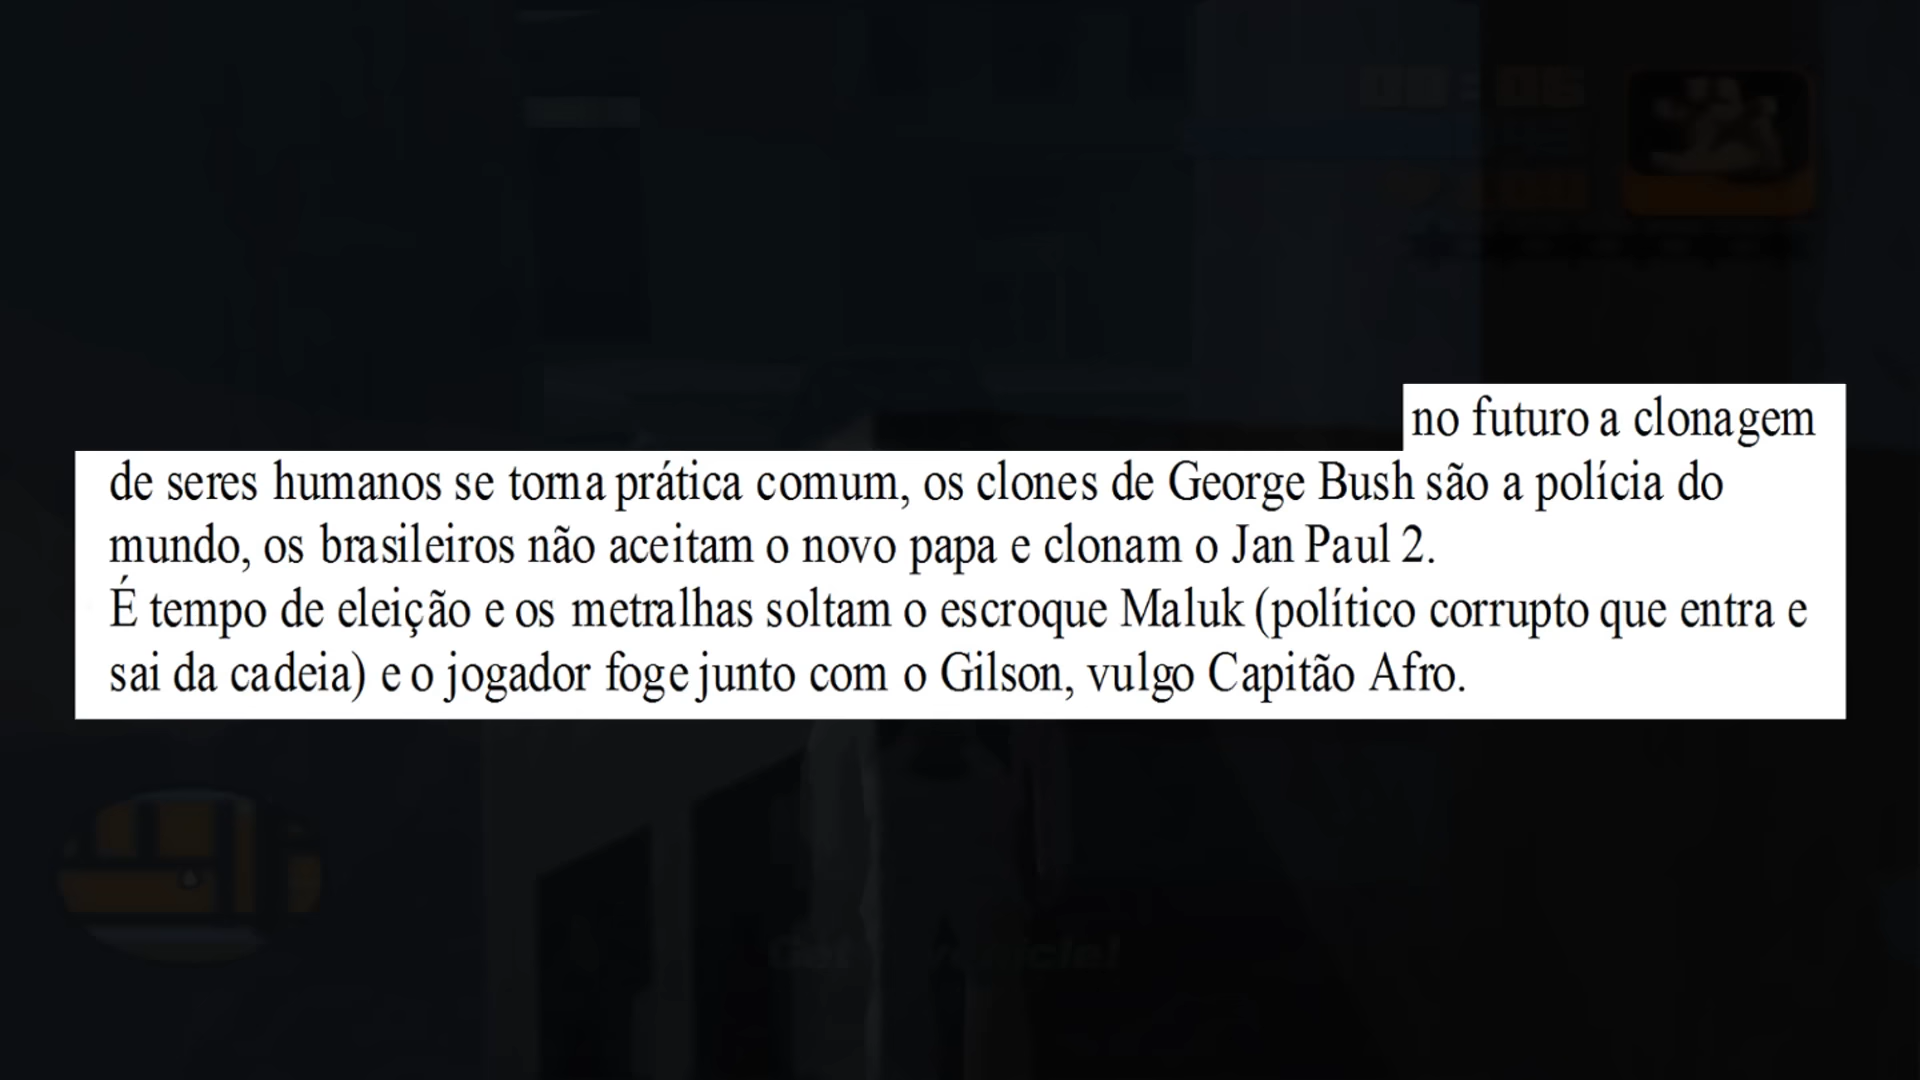 no futuro a clonagem
de seres humanos se torna prática comum, os clones de George Bush são a polícia do
mundo, os brasileiros não aceitam o novo papa e clonam o Jan Paul 2.
É tempo de eleição e os metralhas soltam o escroque Maluk (político corrupto que entra e
sai da cadeia) e o jogador foge junto com o Gilson, vulgo Capitão Afro.